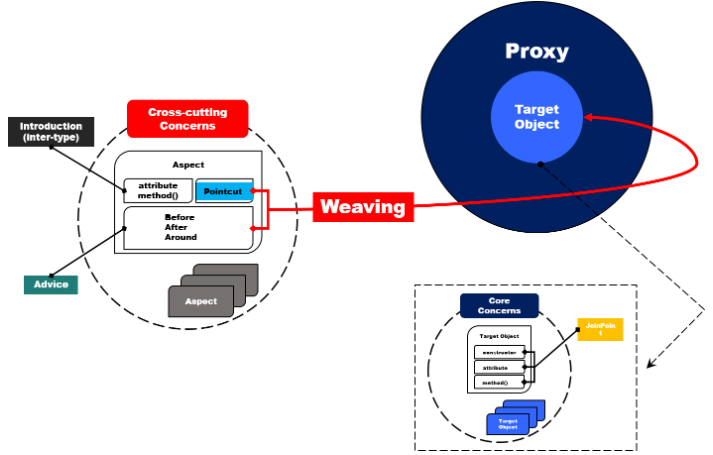 Proxy
Target
Object
Cross-cutting
Concerns
Introduction
(inter-type)
Aspect
attribute
method()
Pointcut
Weaving
Before
After
Around
Advice
Aspect
Core
Concerns
JoinPoin
t
Target Object
constructor
attribute
method()
Target
Object